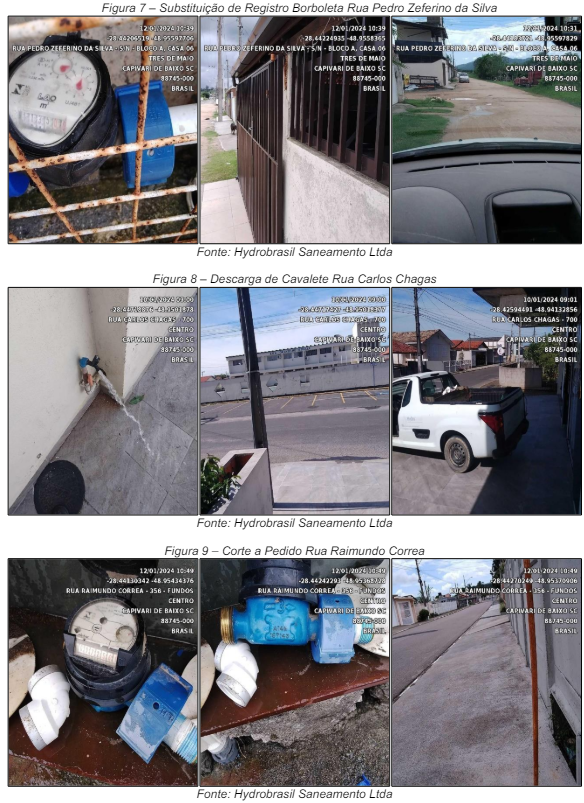 Figura 7 – Substituição de Registro Borboleta Rua Pedro Zeferino da Silva
12/01/2024 10:39
-28.44206519 -48.95597706
RUA PEDRO ZEFERINO DA SILVA - S/N - BLOCO A, CASA 06
TRES DE MAIO
CAPIVARI DE BAIXO SC
88745-000
BRASIL
12/01/2024 10:39
-28.44224935 -48.9558365
RUA PEDRO ZEFERINO DA SILVA - S/N - BLOCO A, CASA 06
TRES DE MAIO
CAPIVARI DE BAIXO SC
88745-000
BRASIL
10:31
RUA PEDRO ZEFERINO DA SILVA - S/N - BLOCO A, CASA 06
TRES DE MAIO
CAPIVARI DE BAIXO SC
88745-000
BRASIL
Fonte: Hydrobrasil Saneamento Ltda
Figura 8 – Descarga de Cavalete Rua Carlos Chagas
10/01/2024 09:00
RUA CARLOS CHAGAS - 700
CENTRO
CAPIVARI DE BAIXO SC
88745-000
BRASIL
10/01/2024 09:00
RUA CARLOS CHAGAS - 700
CENTRO
CAPIVARI DE BAIXO SC
88745-000
BRASIL
10/01/2024 09:01
-28.42594491 -48.94132856
RUA CARLOS CHAGAS - 700
CENTRO
CAPIVARI DE BAIXO SC
88745-000
BRASIL
Fonte: Hydrobrasil Saneamento Ltda
Figura 9 – Corte a Pedido Rua Raimundo Correa
12/01/2024 10:49
-28.44130342 -48.95434376
RUA RAIMUNDO CORREA - 356 - FUNDOS
CENTRO
CAPIVARI DE BAIXO SC
88745-000
BRASIL
12/01/2024 10:49
-28.44242293 -48.95368728
RUA RAIMUNDO CORREA - 356 - FUNDOS
CENTRO
CAPIVARI DE BAIXO SC
88745-000
BRASIL
12/01/2024 10:49
-28.44270249 -48.95370906
RUA RAIMUNDO CORREA - 356 - FUNDOS
CENTRO
CAPIVARI DE BAIXO SC
88745-000
BRASIL
Fonte: Hydrobrasil Saneamento Ltda